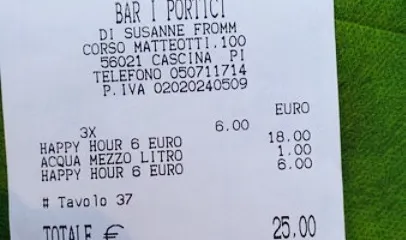 BAR I PORTICI
DI SUSANNE FROMM
CORSO MATTEOTTI.100
56021 CASCINA PI
TELEFONO 050711714
P.IVA 02020240509
EURO
3X 6.00
HAPPY HOUR 6 EURO 18.00
ACQUA MEZZO LITRO 1.00
HAPPY HOUR 6 EURO 6.00
# Tavolo 37
TOTALE € 25.00